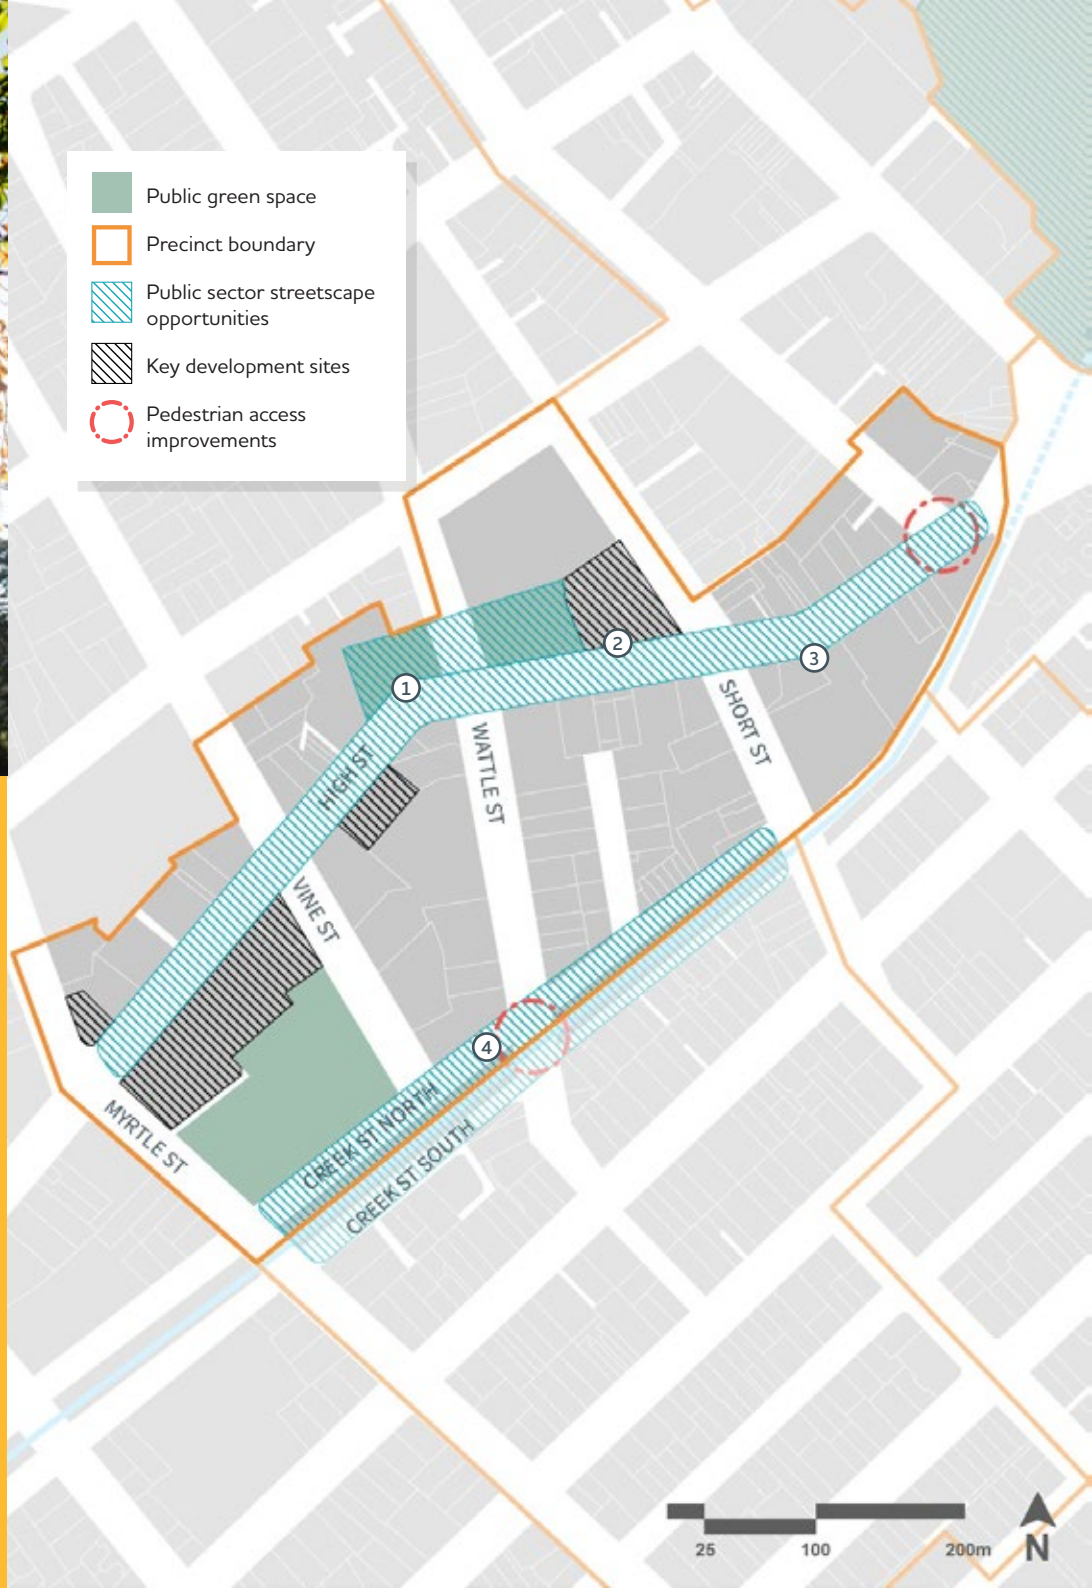 Public green space
Precinct boundary
Public sector streetscape
opportunities
Key development sites
Pedestrian access
improvements
1
2
3
4
HIGH ST
WATTLE ST
SHORT ST
VINE ST
MYRTLE ST
CREEK ST NORTH
CREEK ST SOUTH
25 100 200m
N